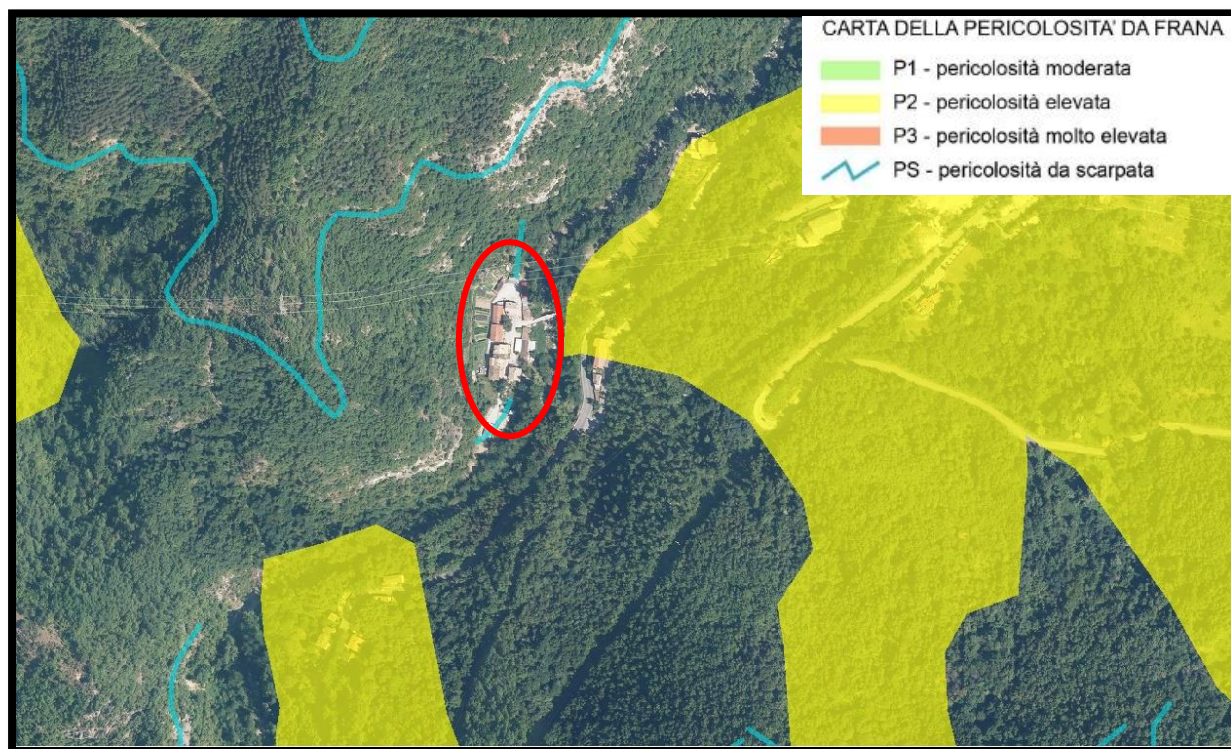 CARTA DELLA PERICOLOSITA' DA FRANA
P1 - pericolosità moderata
P2 - pericolosità elevata
P3 - pericolosità molto elevata
PS - pericolosità da scarpata